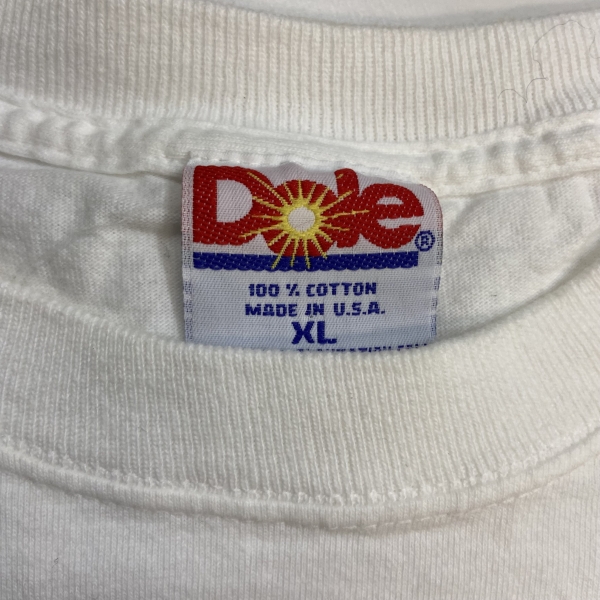 Dole®
100 % COTTON
MADE IN U.S.A.
XL